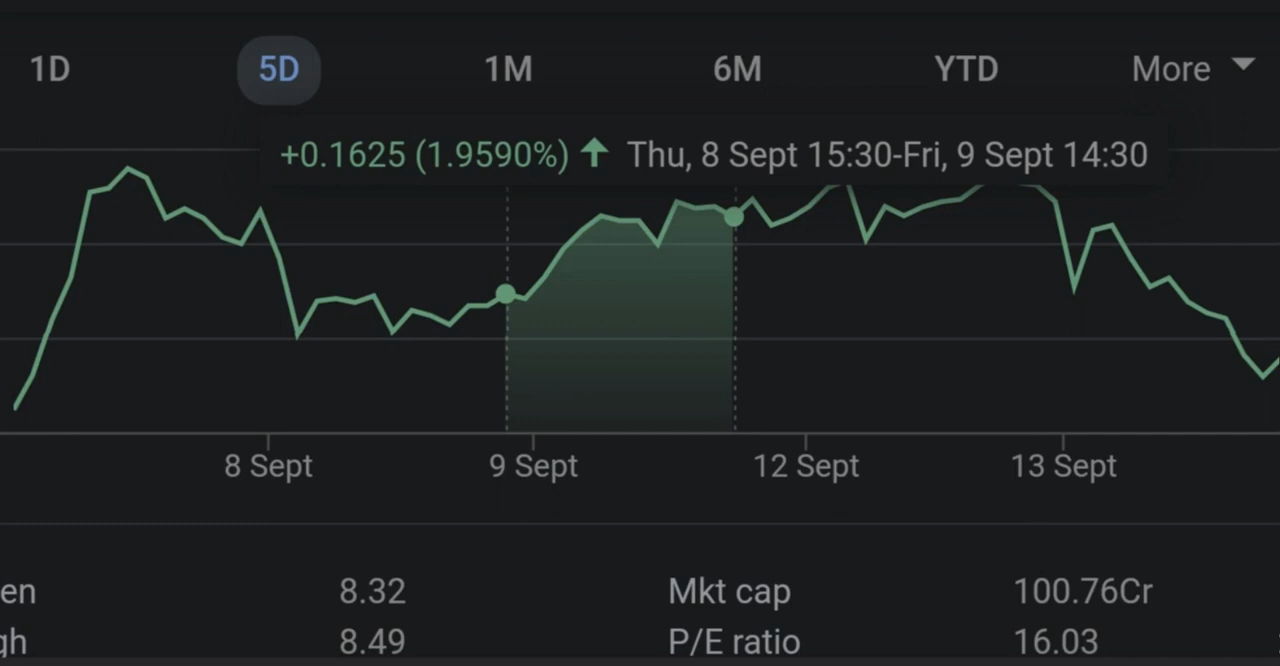 1D 5D 1M 6M YTD More
+0.1625 (1.9590%) Thu, 8 Sept 15:30-Fri, 9 Sept 14:30
8 Sept 9 Sept 12 Sept 13 Sept
en 8.32 Mkt cap 100.76Cr
gh 8.49 P/E ratio 16.03